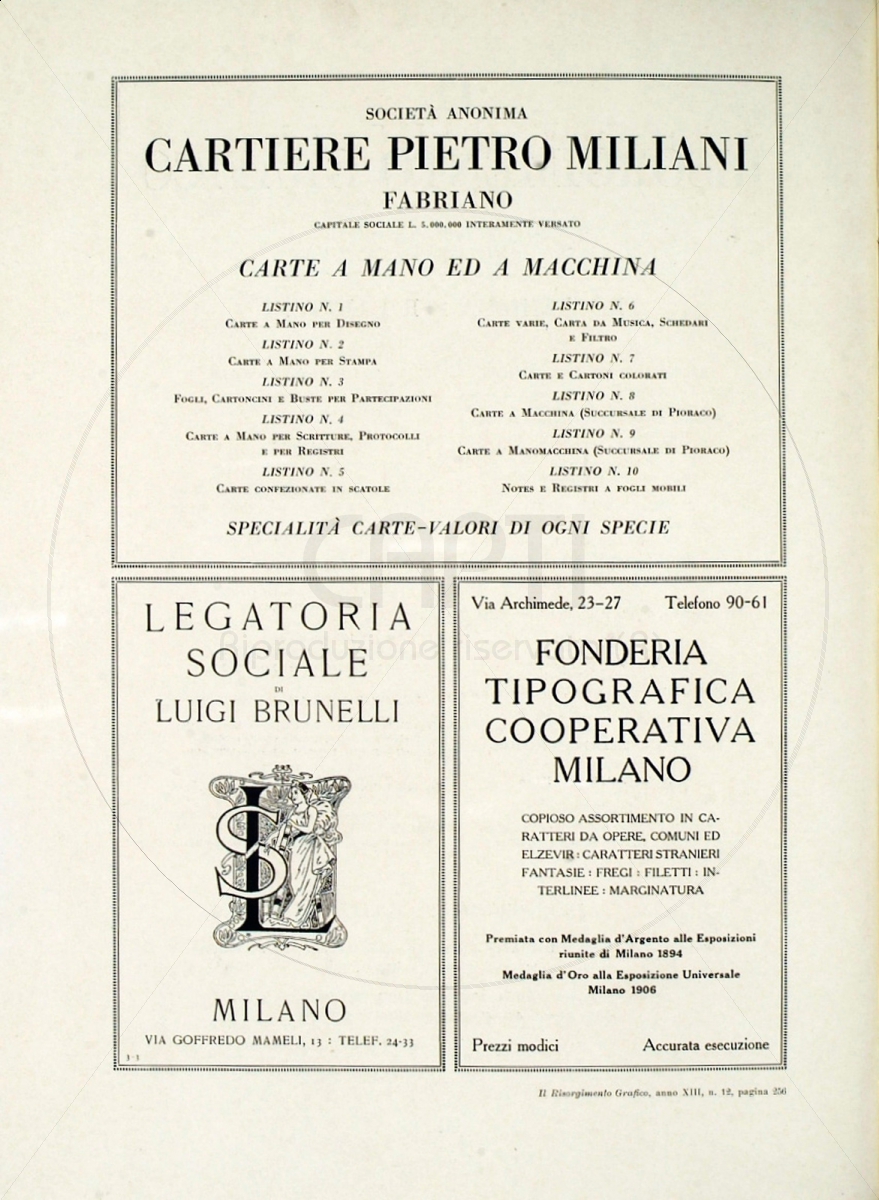 SOCIETÀ ANONIMA
CARTIERE PIETRO MILIANI
FABRIANO
CAPITALE SOCIALE L. 5.000.000 INTERAMENTE VERSATO
CARTE A MANO ED A MACCHINA
LISTINO N. 1
CARTE A MANO PER DISEGNO
LISTINO N. 2
CARTE A MANO PER STAMPA
LISTINO N. 3
FOGLI, CARTONCINI E BUSTE PER PARTECIPAZIONI
LISTINO N. 4
CARTE A MANO PER SCRITTURE, PROTOCOLLI
E PER REGISTRI
LISTINO N. 5
CARTE CONFEZIONATE IN SCATOLE
LISTINO N. 6
CARTE VARIE, CARTA DA MUSICA, SCHEDARI
E FILTRO
LISTINO N. 7
CARTE E CARTONI COLORATI
LISTINO N. 8
CARTE A MACCHINA (SUCCURSALE DI PIORACO)
LISTINO N. 9
CARTE A MANOMACCHINA (SUCCURSALE DI PIORACO)
LISTINO N. 10
NOTES E REGISTRI A FOGLI MOBILI
SPECIALITÀ CARTE-VALORI DI OGNI SPECIE
LEGATORIA
SOCIALE
DI
LUIGI BRUNELLI
LS
MILANO
VIA GOFFREDO MAMELI, 13 : TELEF. 24-33
3-3
Via Archimede, 23-27 Telefono 90-61
FONDERIA
TIPOGRAFICA
COOPERATIVA
MILANO
COPIOSO ASSORTIMENTO IN CA-
RATTERI DA OPERE, COMUNI ED
ELZEVIR : CARATTERI STRANIERI
FANTASIE : FREGI : FILETTI : IN-
TERLINEE : MARGINATURA
Premiata con Medaglia d'Argento alle Esposizioni
riunite di Milano 1894
Medaglia d'Oro alla Esposizione Universale
Milano 1906
Prezzi modici Accurata esecuzione
Il Risorgimento Grafico, anno XIII, n. 12, pagina 256